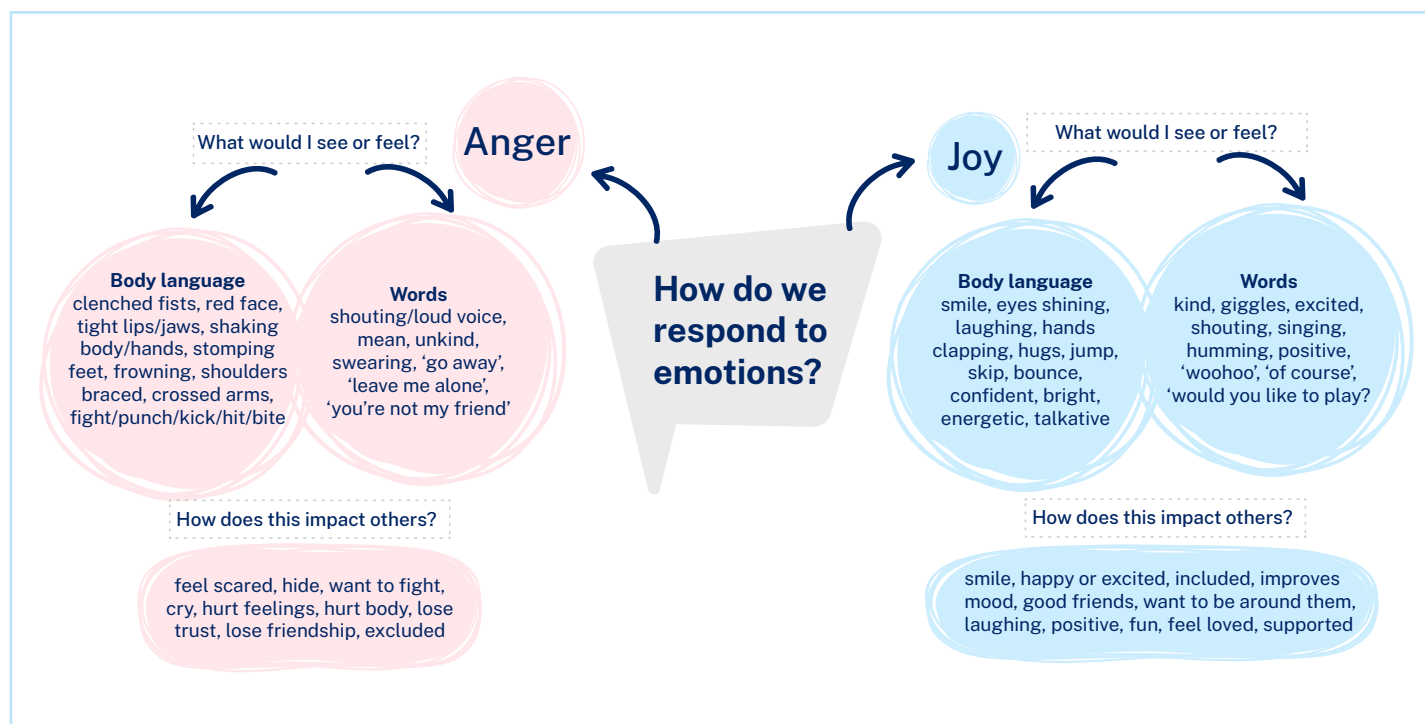 How do we
respond to
emotions?
Anger
What would I see or feel?
Body language
clenched fists, red face,
tight lips/jaws, shaking
body/hands, stomping
feet, frowning, shoulders
braced, crossed arms,
fight/punch/kick/hit/bite
Words
shouting/loud voice,
mean, unkind,
swearing, ‘go away’,
‘leave me alone’,
‘you’re not my friend’
How does this impact others?
feel scared, hide, want to fight,
cry, hurt feelings, hurt body, lose
trust, lose friendship, excluded
Joy
What would I see or feel?
Body language
smile, eyes shining,
laughing, hands
clapping, hugs, jump,
skip, bounce,
confident, bright,
energetic, talkative
Words
kind, giggles, excited,
shouting, singing,
humming, positive,
‘woohoo’, ‘of course’,
‘would you like to play?
How does this impact others?
smile, happy or excited, included, improves
mood, good friends, want to be around them,
laughing, positive, fun, feel loved, supported